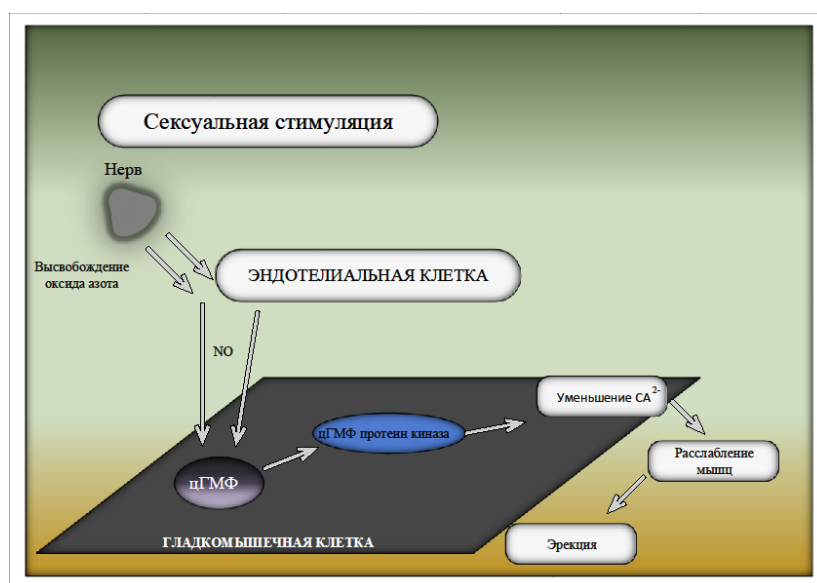 Сексуальная стимуляция
Нерв
Высвобождение
оксида азота
ЭНДОТЕЛИАЛЬНАЯ КЛЕТКА
NO
Уменьшение СА2-
цГМФ протеин киназа
Расслабление
мышц
цГМФ
ГЛАДКОМЫШЕЧНАЯ КЛЕТКА
Эрекция